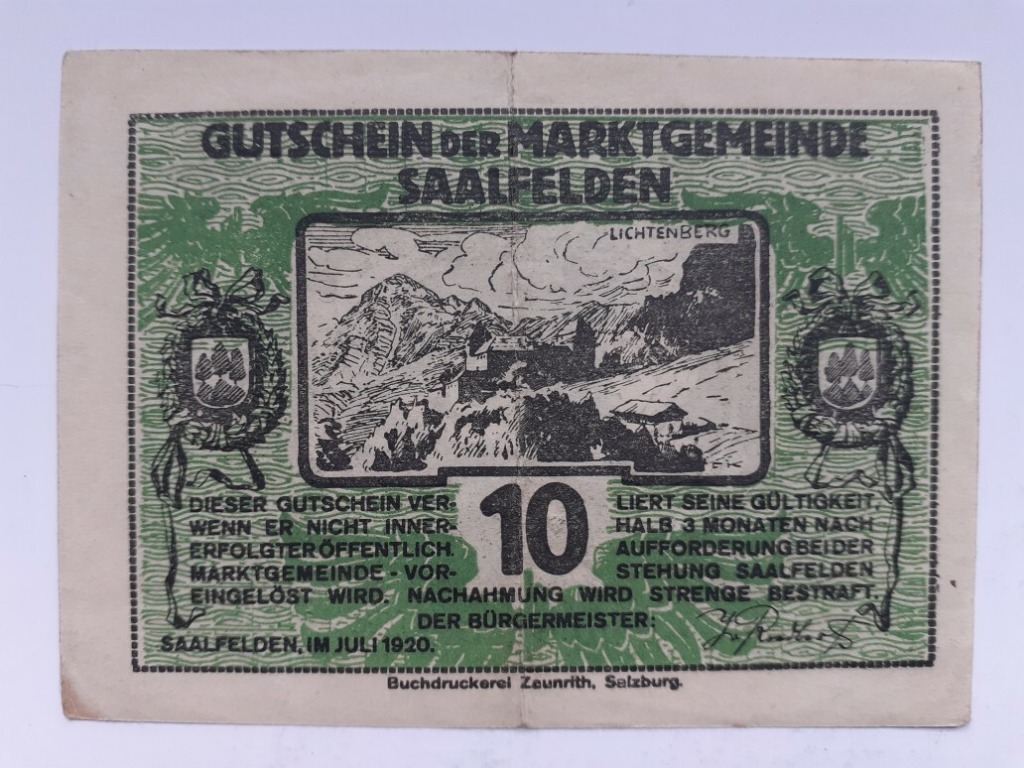 GUTSCHEIN DER MARKTGEMEINDE
SAALFELDEN
LICHTENBERG
10
DIESER GUTSCHEIN VER- LIERT SEINE GÜLTIGKEIT,
WENN ER NICHT INNER- HALB 3 MONATEN NACH
ERFOLGTER ÖFFENTLICH. AUFFORDERUNG BEI DER
MARKTGEMEINDE-VOR- STEHUNG SAALFELDEN
EINGELÖST WIRD. NACHAHMUNG WIRD STRENGE BESTRAFT.
DER BÜRGERMEISTER:
SAALFELDEN, IM JULI 1920.
Buchdruckerei Zaunrith, Salzburg.